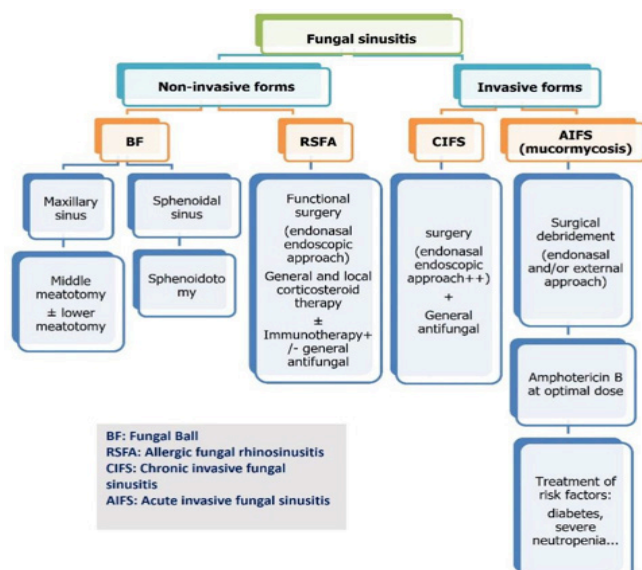 Fungal sinusitis
Non-invasive forms
Invasive forms
BF
RSFA
CIFS
AIFS
(mucormycosis)
Maxillary
sinus
Middle
meatotomy
± lower
meatotomy
Sphenoidal
sinus
Sphenoidoto
my
Functional
surgery
(endonasal
endoscopic
approach)
General and local
corticosteroid
therapy
±
Immunotherapy+
/- general
antifungal
surgery
(endonasal
endoscopic
approach++)
+
General
antifungal
Surgical
debridement
(endonasal
and/or external
approach)
Amphotericin B
at optimal dose
Treatment of
risk factors:
diabetes,
severe
neutropenia...
BF: Fungal Ball
RSFA: Allergic fungal rhinosinusitis
CIFS: Chronic invasive fungal
sinusitis
AIFS: Acute invasive fungal sinusitis